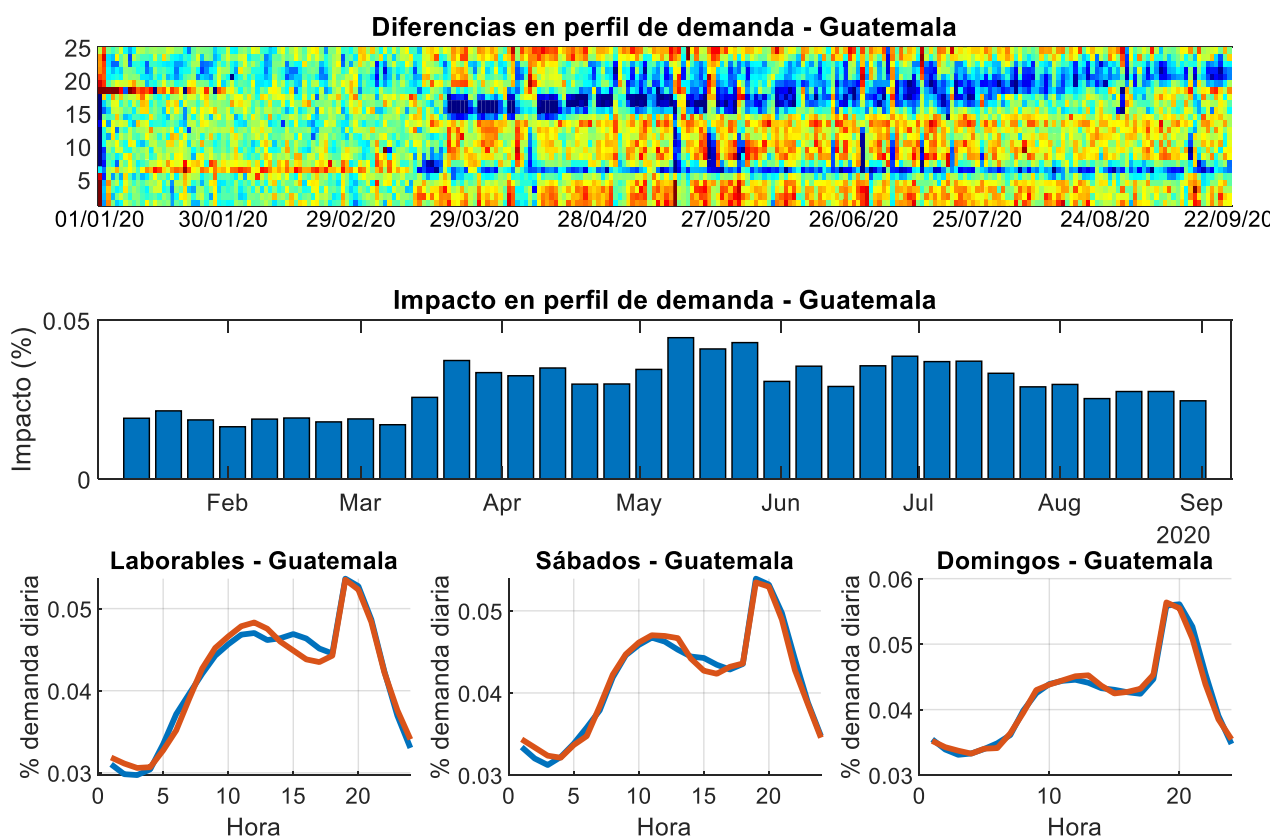 Diferencias en perfil de demanda - Guatemala
25
20
15
10
5
01/01/20 30/01/20 29/02/20 29/03/20 28/04/20 27/05/20 26/06/20 25/07/20 24/08/20 22/09/20
Impacto en perfil de demanda - Guatemala
Impacto (%)
0.05
0
Feb Mar Apr May Jun Jul Aug Sep
2020
Laborables - Guatemala
% demanda diaria
0.05
0.04
0.03
0 5 10 15 20
Hora
Sábados - Guatemala
% demanda diaria
0.05
0.04
0.03
0 5 10 15 20
Hora
Domingos - Guatemala
% demanda diaria
0.06
0.05
0.04
0.03
0 10 20
Hora